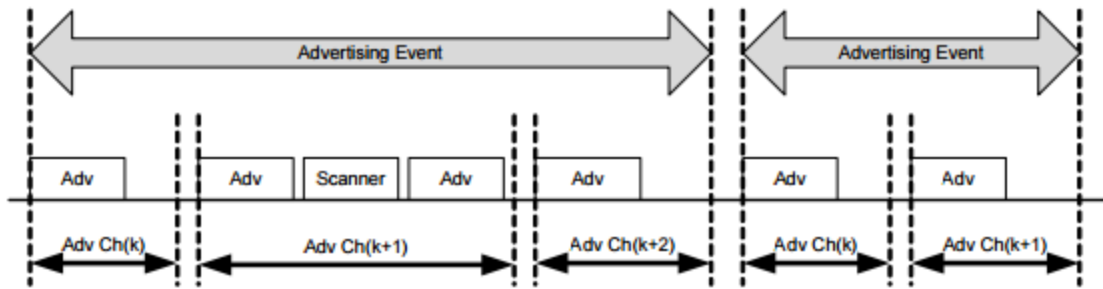 Advertising Event
Advertising Event
Adv
Adv
Scanner
Adv
Adv
Adv
Adv
Adv Ch(k)
Adv Ch(k+1)
Adv Ch(k+2)
Adv Ch(k)
Adv Ch(k+1)